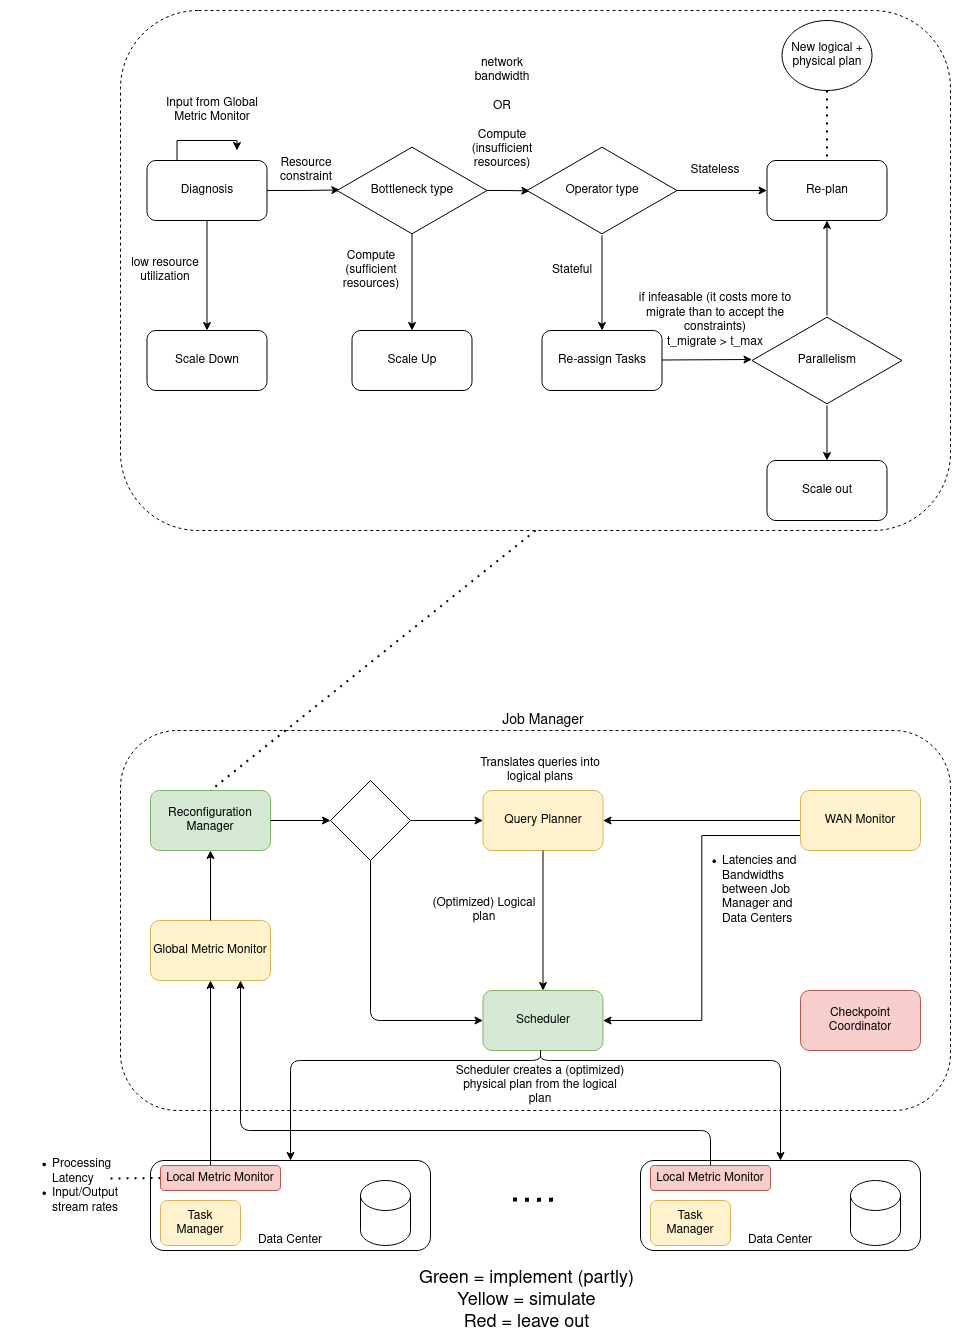 New logical +
physical plan
network
bandwidth
OR
Compute
(insufficient
resources)
Input from Global
Metric Monitor
Diagnosis
Resource
constraint
Bottleneck type
Operator type
Stateless
Re-plan
low resource
utilization
Compute
(sufficient
resources)
Stateful
if infeasable (it costs more to
migrate than to accept the
constraints)
t_migrate > t_max
Scale Down
Scale Up
Re-assign Tasks
Parallelism
Scale out
Job Manager
Translates queries into
logical plans
Reconfiguration
Manager
Query Planner
WAN Monitor
• Latencies and
Bandwidths
between Job
Manager and
Data Centers
(Optimized) Logical
plan
Global Metric Monitor
Scheduler
Checkpoint
Coordinator
Scheduler creates a (optimized)
physical plan from the logical
plan
• Processing
Latency
• Input/Output
stream rates
Local Metric Monitor
Task
Manager
Data Center
Local Metric Monitor
Task
Manager
Data Center
Green = implement (partly)
Yellow = simulate
Red = leave out